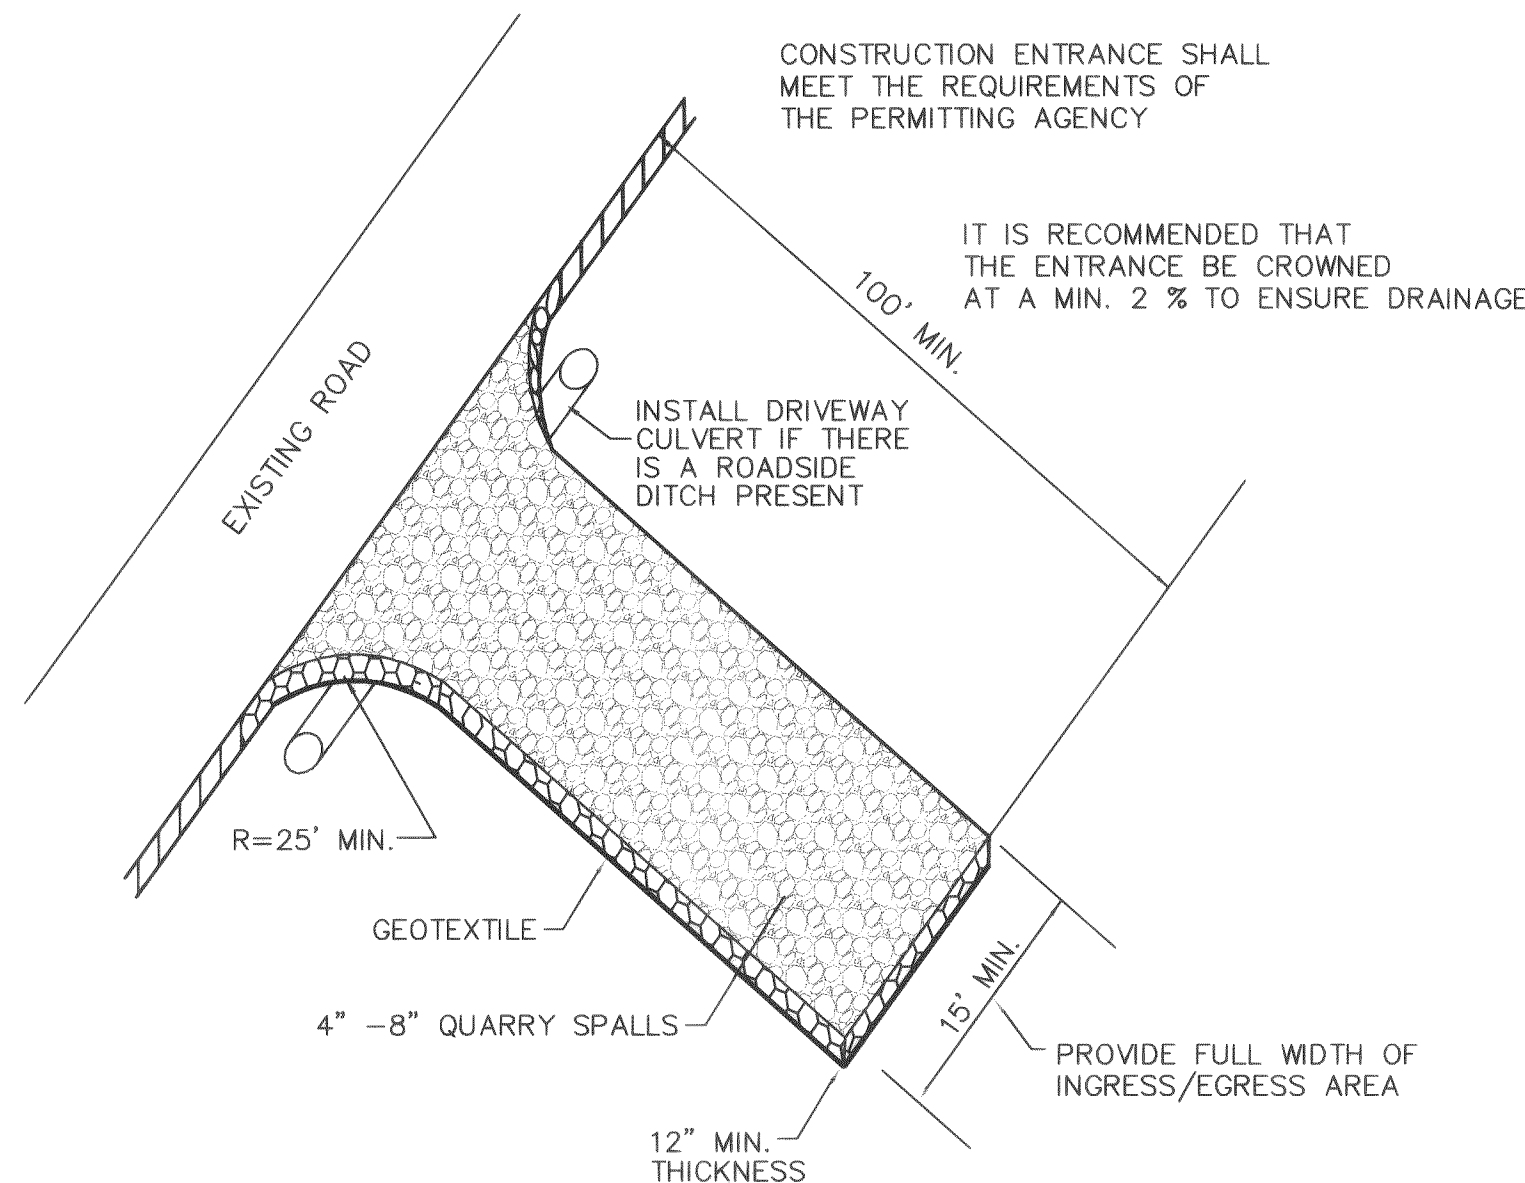 CONSTRUCTION ENTRANCE SHALL
MEET THE REQUIREMENTS OF
THE PERMITTING AGENCY
IT IS RECOMMENDED THAT
THE ENTRANCE BE CROWNED
AT A MIN. 2 % TO ENSURE DRAINAGE
100' MIN.
EXISTING ROAD
INSTALL DRIVEWAY
CULVERT IF THERE
IS A ROADSIDE
DITCH PRESENT
R=25' MIN.
GEOTEXTILE
4" -8" QUARRY SPALLS
15' MIN.
PROVIDE FULL WIDTH OF
INGRESS/EGRESS AREA
12" MIN.
THICKNESS